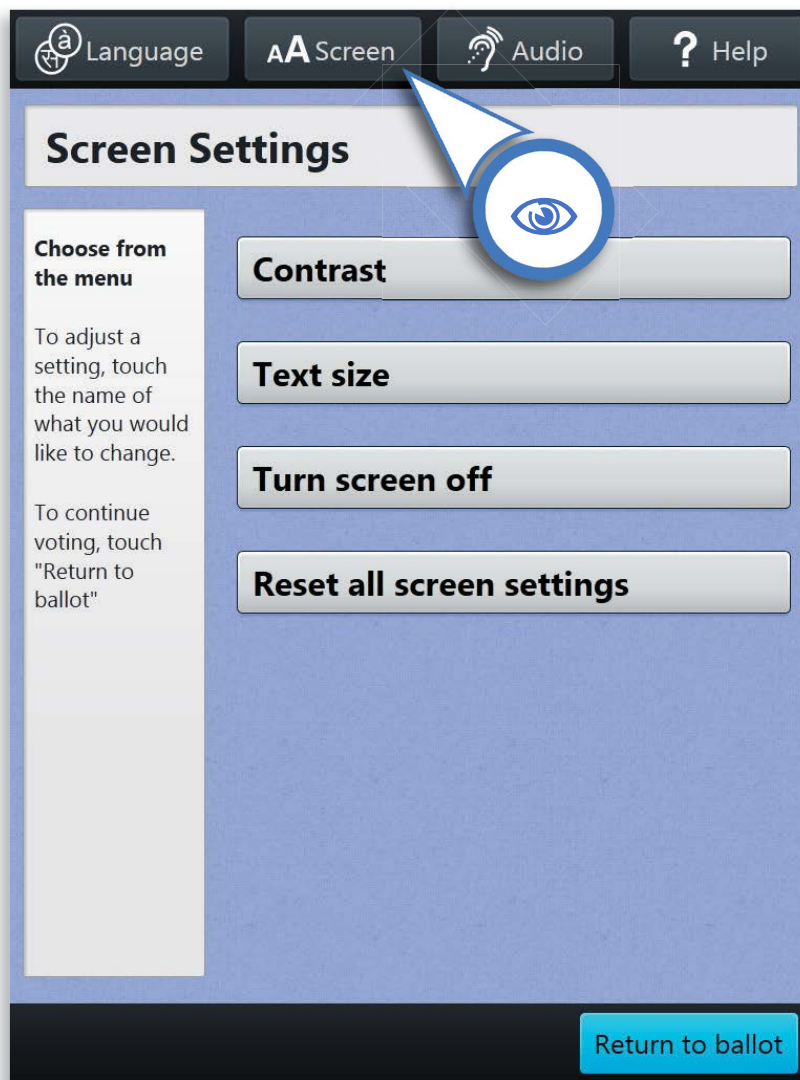 Language
AA Screen
Audio
? Help
Screen Settings
Choose from
the menu
To adjust a
setting, touch
the name of
what you would
like to change.
To continue
voting, touch
"Return to
ballot"
Contrast
Text size
Turn screen off
Reset all screen settings
Return to ballot